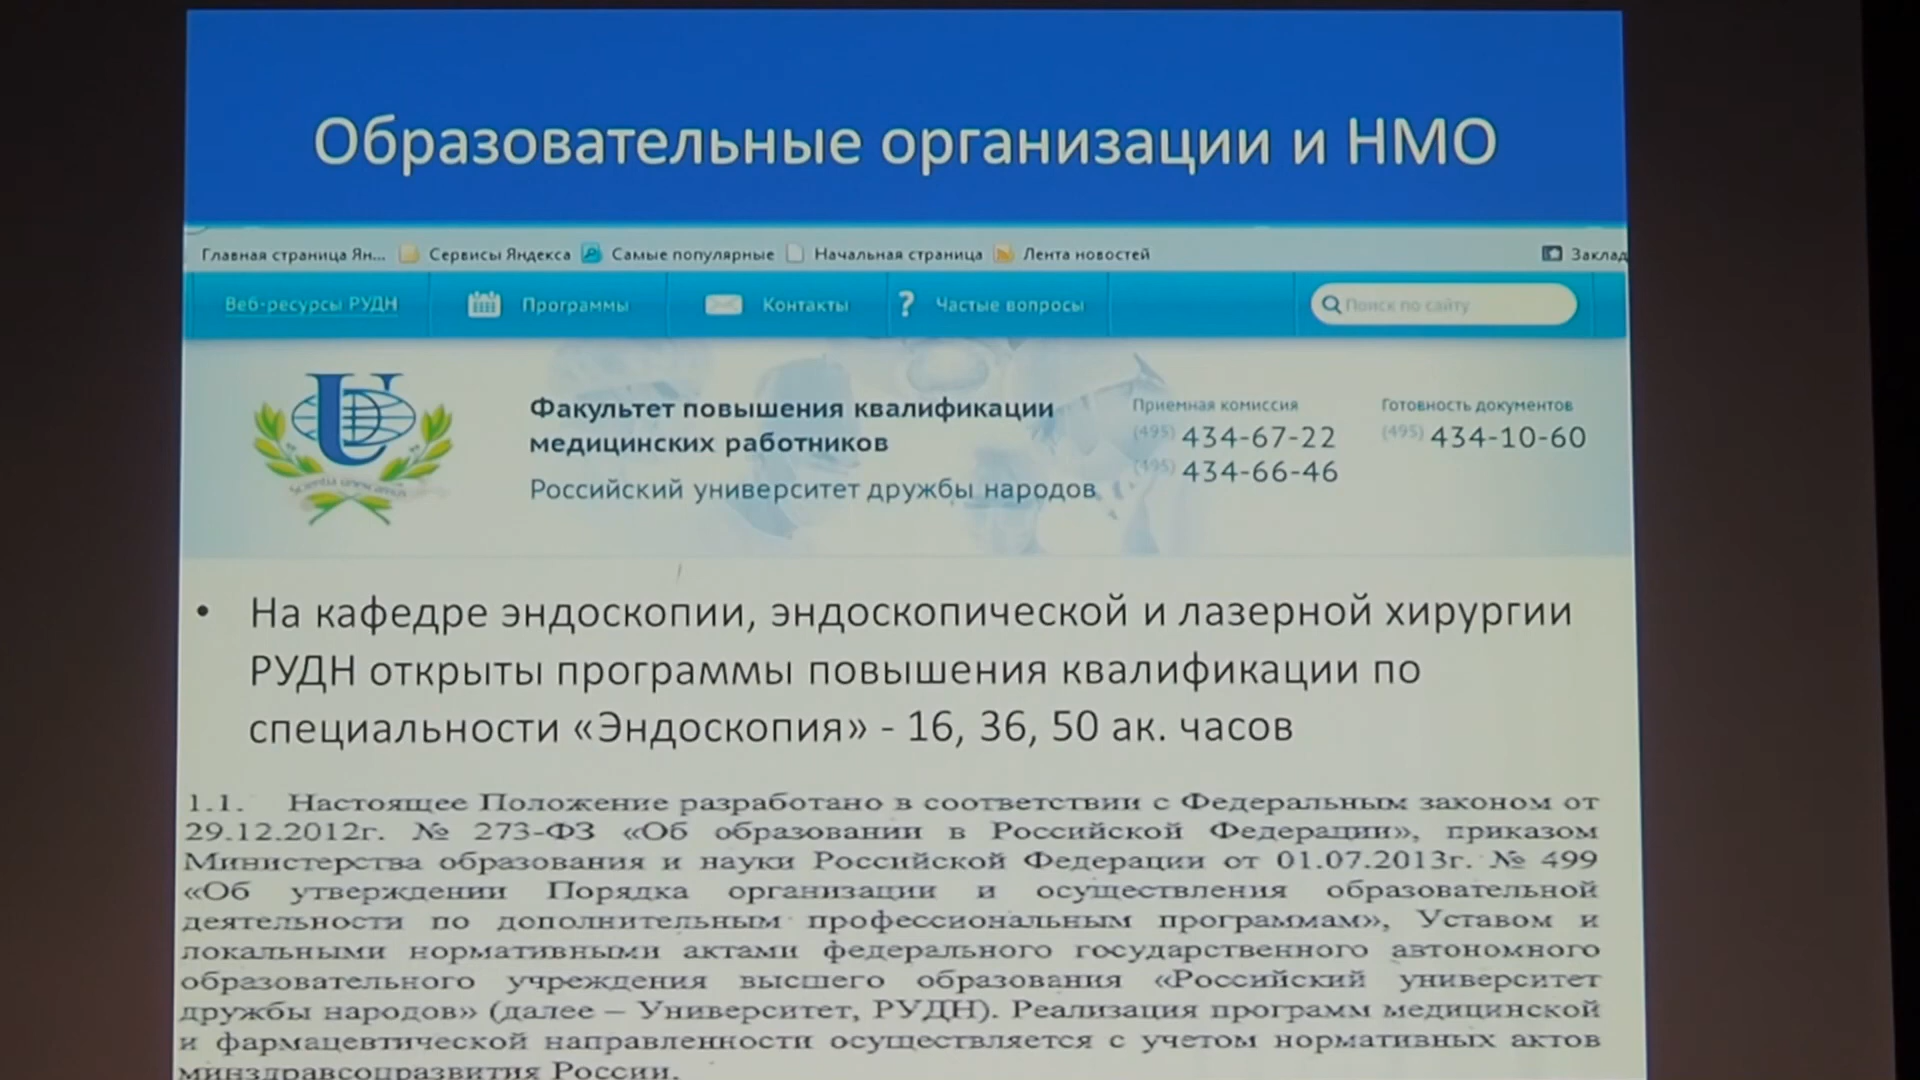 Образовательные организации и НМО
Главная страница Ян... Сервисы Яндекса Самые популярные Начальная страница Лента новостей Заклад
Веб-ресурсы РУДН Программы Контакты ? Частые вопросы Поиск по сайту
Факультет повышения квалификации
медицинских работников
Российский университет дружбы народов
Приемная комиссия
(495) 434-67-22
(495) 434-66-46
Готовность документов
(495) 434-10-60
• На кафедре эндоскопии, эндоскопической и лазерной хирургии
РУДН открыты программы повышения квалификации по
специальности «Эндоскопия» - 16, 36, 50 ак. часов
1.1. Настоящее Положение разработано в соответствии с Федеральным законом от
29.12.2012г. № 273-ФЗ «Об образовании в Российской Федерации», приказом
Министерства образования и науки Российской Федерации от 01.07.2013г. № 499
«Об утверждении Порядка организации и осуществления образовательной
деятельности по дополнительным профессиональным программам», Уставом и
локальными нормативными актами федерального государственного автономного
образовательного учреждения высшего образования «Российский университет
дружбы народов» (далее – Университет, РУДН). Реализация программ медицинской
и фармацевтической направленности осуществляется с учетом нормативных актов
минздравсоцразвития России.